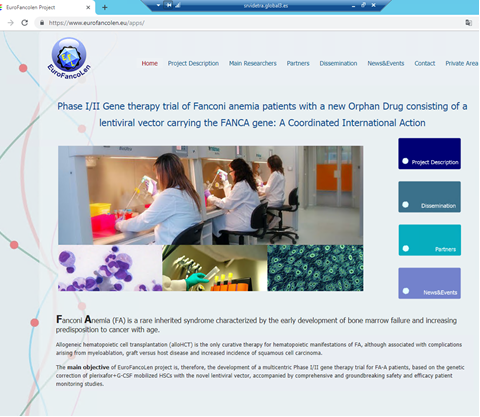 EuroFancolen Project
srvidetra.global3.es
https://www.eurofancolen.eu/apps/
EuroFancoLen
Home Project Description Main Researchers Partners Dissemination News&Events Contact Private Area
Phase I/II Gene therapy trial of Fanconi anemia patients with a new Orphan Drug consisting of a
lentiviral vector carrying the FANCA gene: A Coordinated International Action
Project Description
Dissemination
Partners
News&Events
Fanconi Anemia (FA) is a rare inherited syndrome characterized by the early development of bone marrow failure and increasing
predisposition to cancer with age.
Allogeneic hematopoietic cell transplantation (alloHCT) is the only curative therapy for hematopoietic manifestations of FA, although associated with complications
arising from myeloablation, graft versus host disease and increased incidence of squamous cell carcinoma.
The main objective of EuroFancoLen project is, therefore, the development of a multicentric Phase I/II gene therapy trial for FA-A patients, based on the genetic
correction of plerixafor+G-CSF mobilized HSCs with the novel lentiviral vector, accompanied by comprehensive and groundbreaking safety and efficacy patient
monitoring studies.